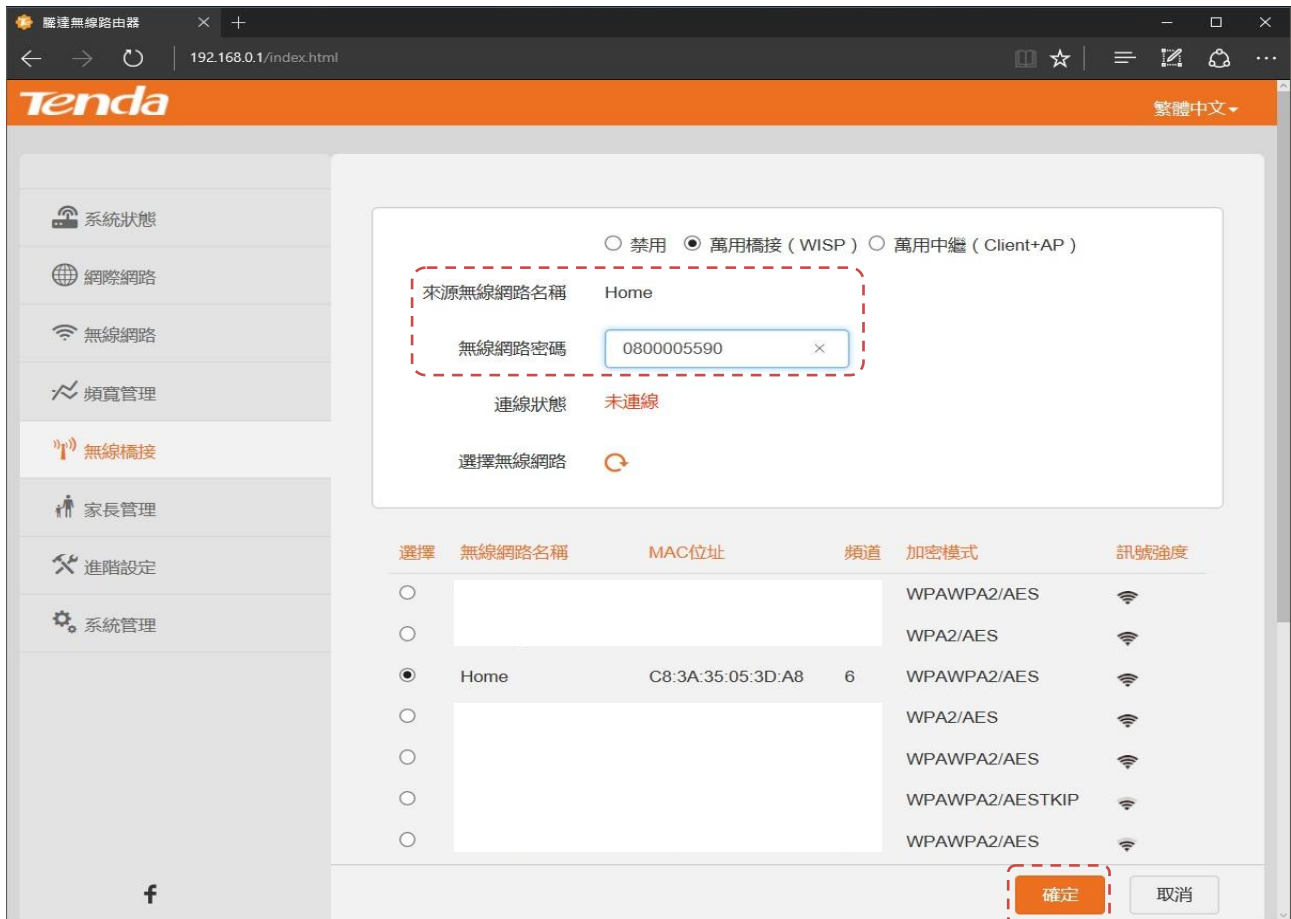 騰達無線路由器
192.168.0.1/index.html
Tenda
繁體中文
系統狀態
網際網路
無線網路
頻寬管理
無線橋接
家長管理
進階設定
系統管理
禁用 萬用橋接（WISP） 萬用中繼（Client+AP）
來源無線網路名稱 Home
無線網路密碼 0800005590
連線狀態 未連線
選擇無線網路
選擇 無線網路名稱 MAC位址 頻道 加密模式 訊號強度
WPAWPA2/AES
WPA2/AES
Home C8:3A:35:05:3D:A8 6 WPAWPA2/AES
WPA2/AES
WPAWPA2/AES
WPAWPA2/AESTKIP
WPAWPA2/AES
確定 取消